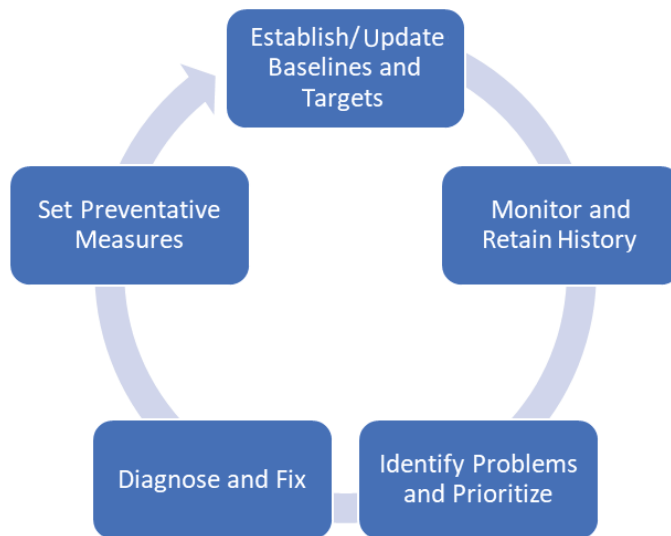 Establish/Update
Baselines and
Targets
Monitor and
Retain History
Identify Problems
and Prioritize
Diagnose and Fix
Set Preventative
Measures